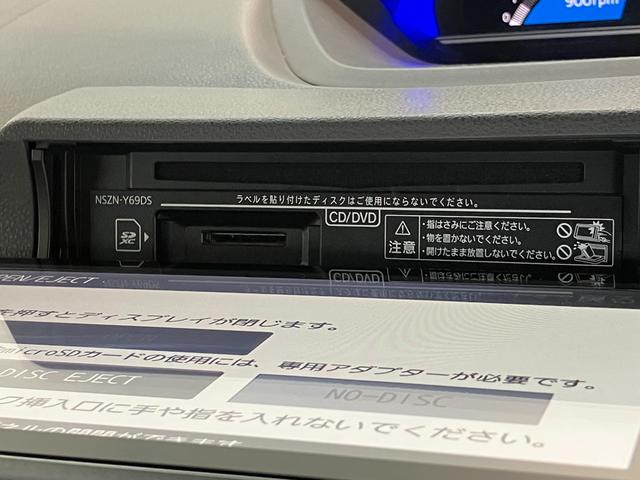 900rpm
ラベルを貼り付けたディスクはご使用にならないでください。
NSZN-Y69DS
SD
XC
CD/DVD
注意
・指はさみにご注意ください。
・物を置かないでください。
・開けたまま放置しないでください。
OPEN EJECT
を押すとディスプレイが閉じます。
microSDカードの使用には、専用アダプターが必要です。
DISC EJECT
NO-DISC
ク挿入口に手や指を入れないでください。